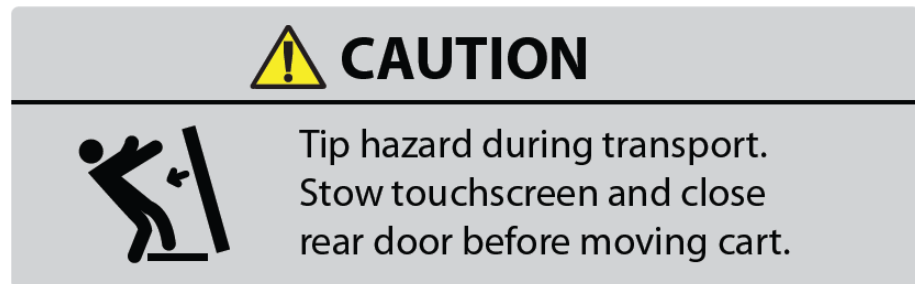 CAUTION
Tip hazard during transport.
Stow touchscreen and close
rear door before moving cart.